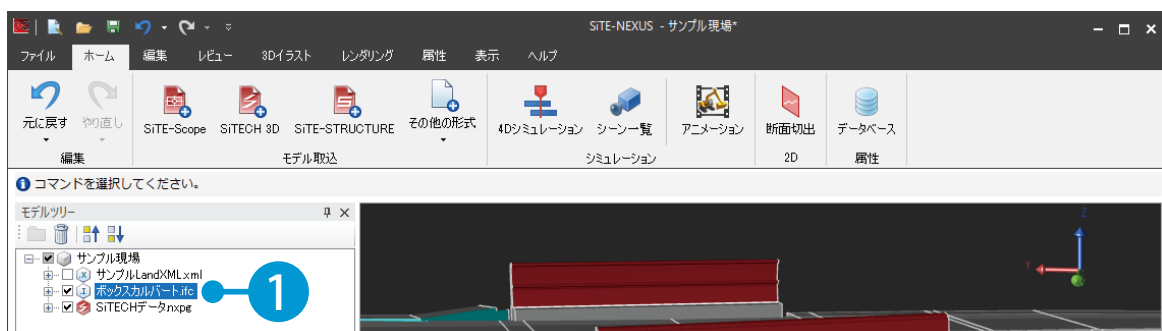 SiTE-NEXUS - サンプル現場*
ファイル ホーム 編集 レビュー 3Dイラスト レンダリング 属性 表示 ヘルプ
元に戻す やり直し SiTE-Scope SiTECH 3D SiTE-STRUCTURE その他の形式 4Dシミュレーション シーン一覧 アニメーション 断面切出 データベース
編集 モデル取込 シミュレーション 2D 属性
コマンドを選択してください。
モデルツリー
サンプル現場
サンプルLandXML.xml
ボックスカルバート.ifc
SiTECHデータ.nxpg
1
Z
Y